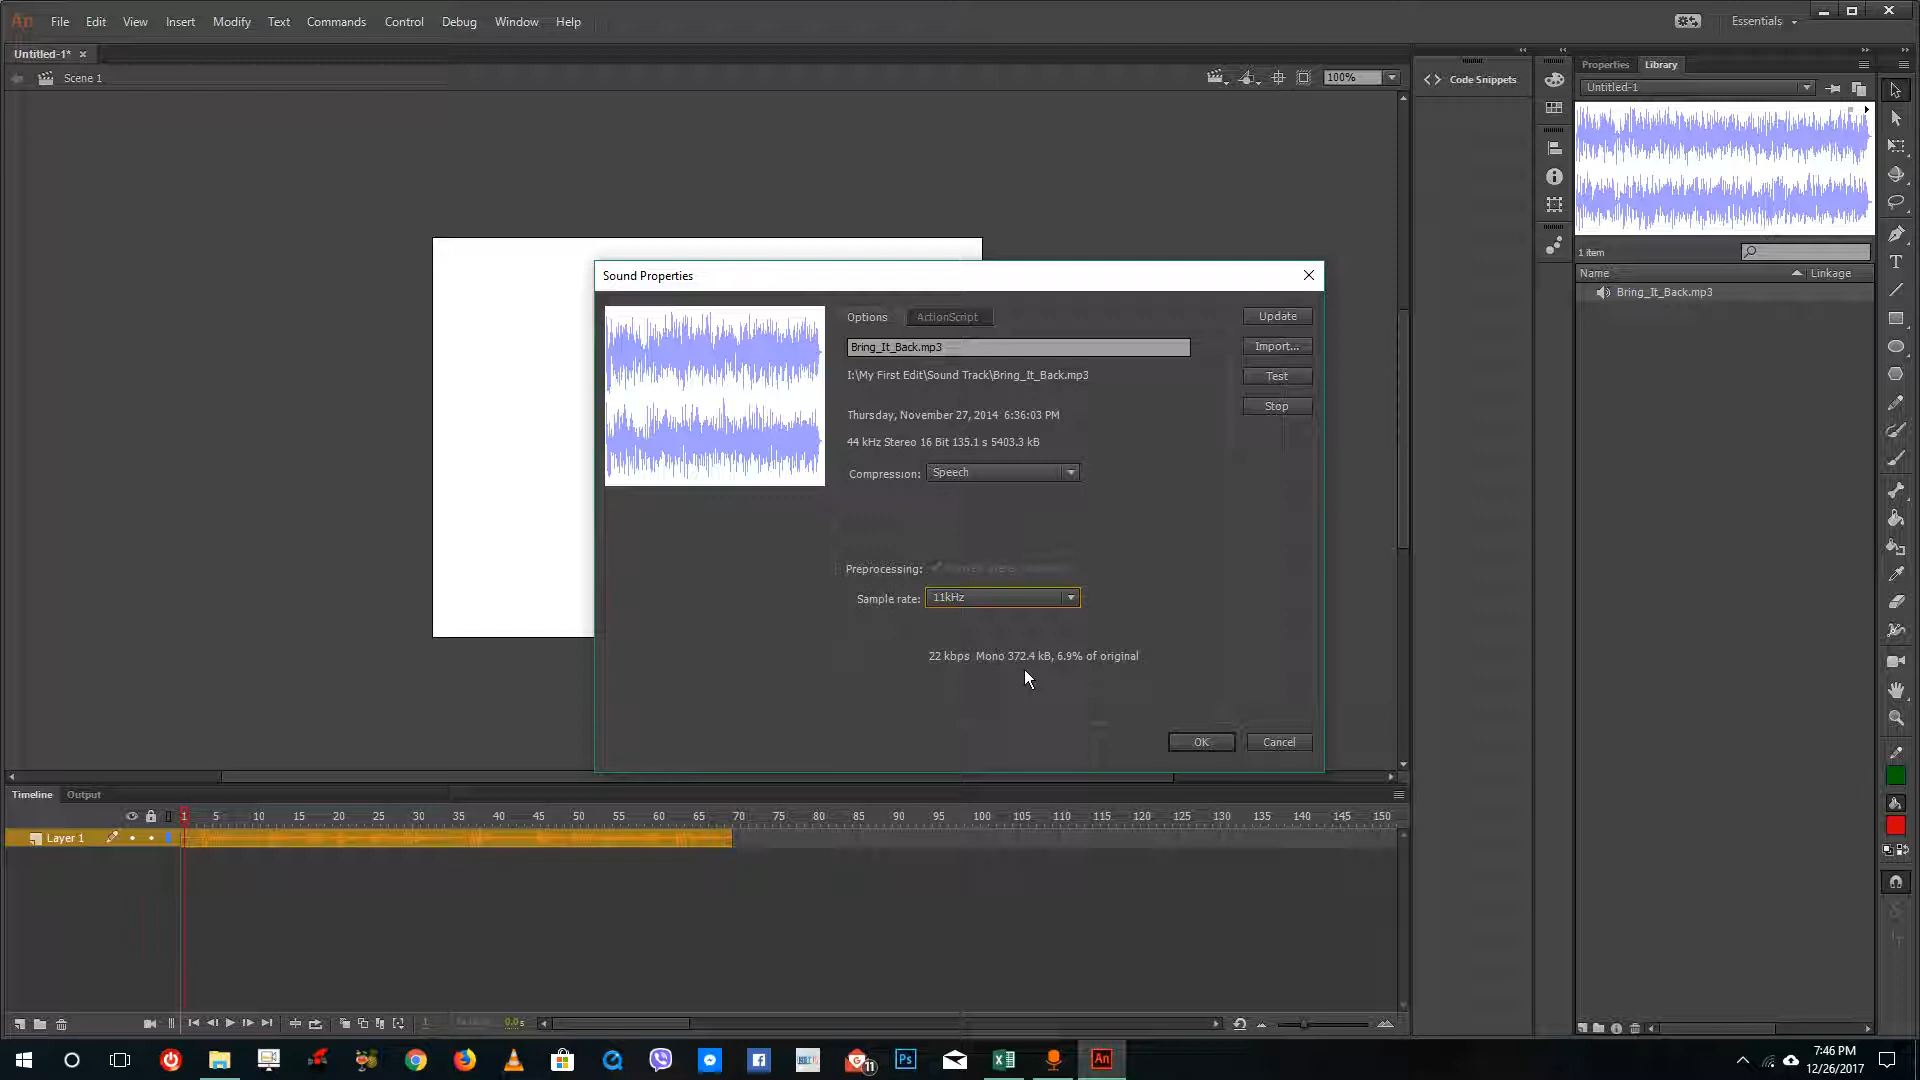 An File Edit View Insert Modify Text Commands Control Debug Window Help
Essentials
Untitled-1* ×
Scene 1
100%
Code Snippets
Properties Library
Untitled-1
1 item
Name Linkage
Bring_It_Back.mp3
Sound Properties
Options ActionScript
Bring_It_Back.mp3
I:\My First Edit\Sound Track\Bring_It_Back.mp3
Thursday, November 27, 2014 6:36:03 PM
44 kHz Stereo 16 Bit 135.1 s 5403.3 kB
Compression: Speech
Preprocessing:
Sample rate: 11kHz
22 kbps Mono 372.4 kB, 6.9% of original
Update
Import...
Test
Stop
OK Cancel
Timeline Output
1 5 10 15 20 25 30 35 40 45 50 55 60 65 70 75 80 85 90 95 100 105 110 115 120 125 130 135 140 145 150
Layer 1
1 0.0s
11 Ps An
7:46 PM
12/26/2017